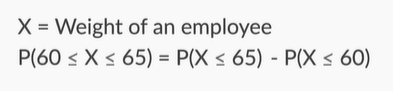 X = Weight of an employee
P(60 ≤ X ≤ 65) = P(X ≤ 65) - P(X ≤ 60)